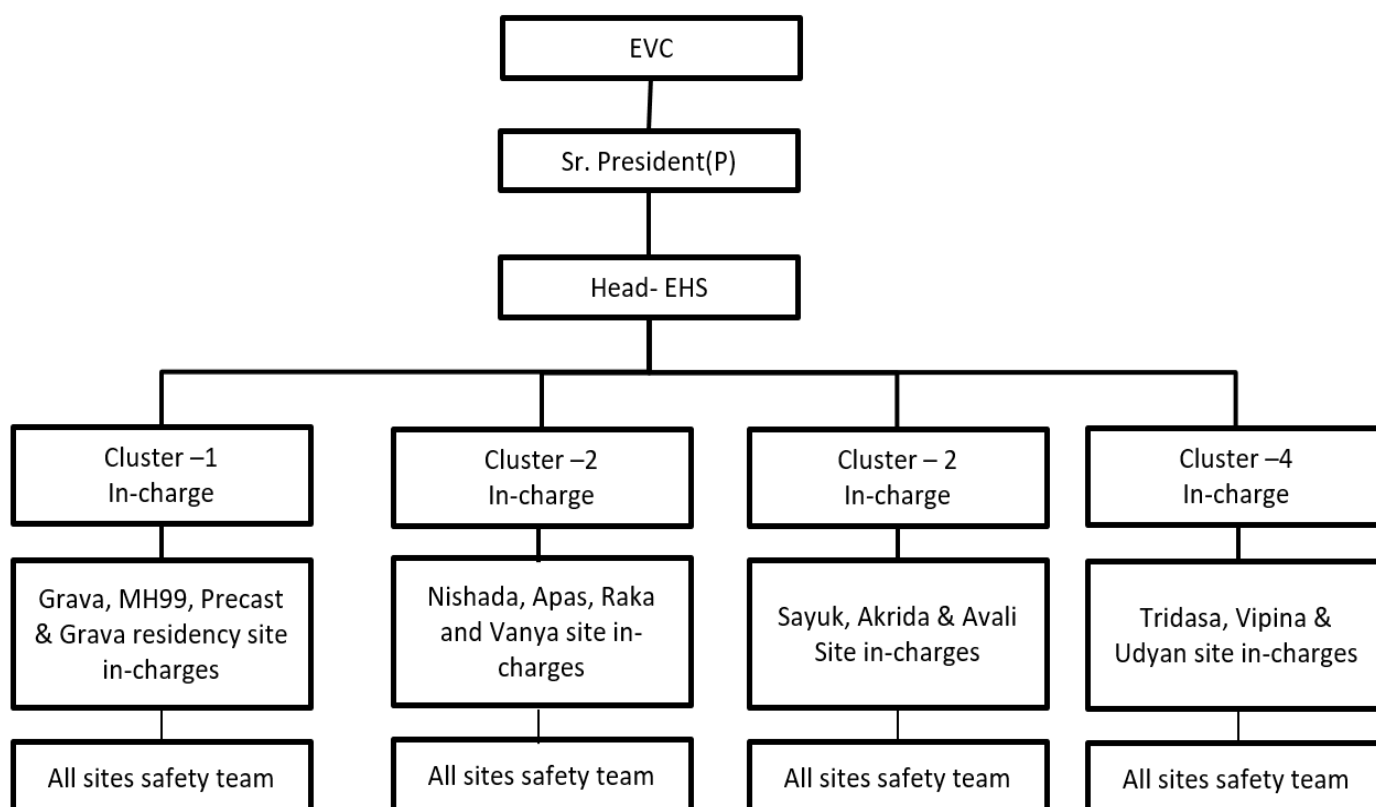 EVC
Sr. President(P)
Head- EHS
Cluster –1
In-charge
Cluster –2
In-charge
Cluster – 2
In-charge
Cluster –4
In-charge
Grava, MH99, Precast
& Grava residency site
in-charges
Nishada, Apas, Raka
and Vanya site in-
charges
Sayuk, Akrida & Avali
Site in-charges
Tridasa, Vipina &
Udyan site in-charges
All sites safety team
All sites safety team
All sites safety team
All sites safety team